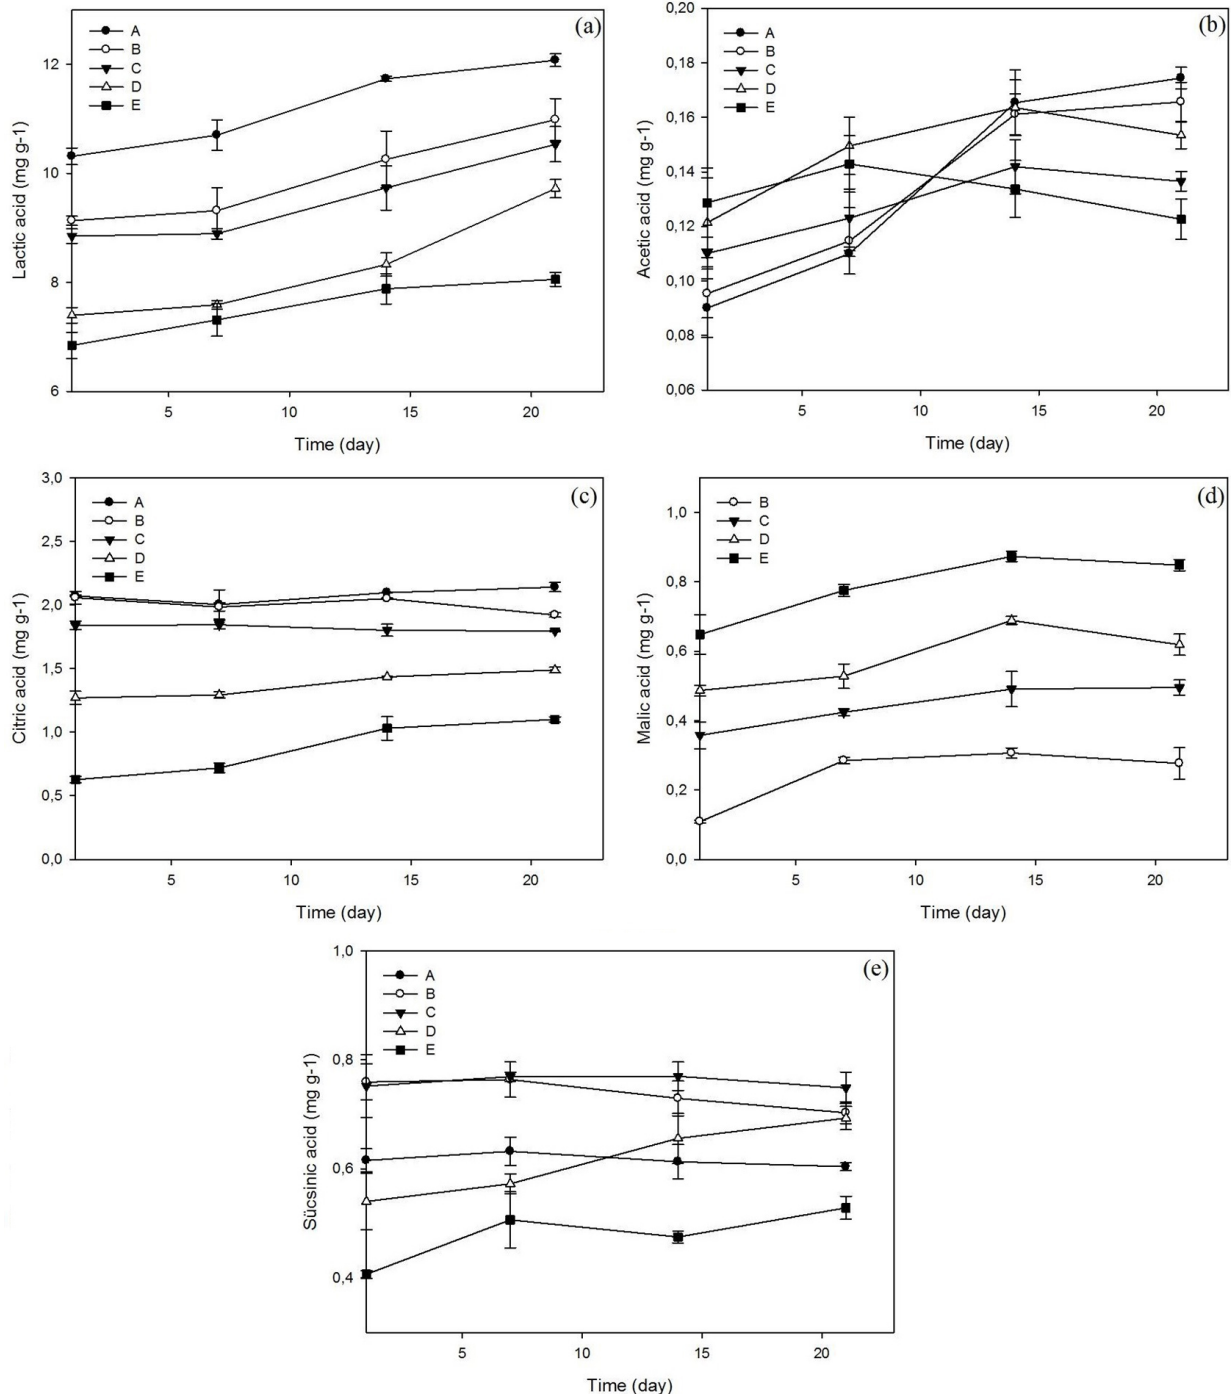 (a)
A
B
C
D
E
12
10
8
6
Lactic acid (mg g-1)
5 10 15 20
Time (day)
(b)
A
B
C
D
E
0,20
0,18
0,16
0,14
0,12
0,10
0,08
0,06
Acetic acid (mg g-1)
5 10 15 20
Time (day)
(c)
A
B
C
D
E
3,0
2,5
2,0
1,5
1,0
0,5
0,0
Citric acid (mg g-1)
5 10 15 20
Time (day)
(d)
B
C
D
E
1,0
0,8
0,6
0,4
0,2
0,0
Malic acid (mg g-1)
5 10 15 20
Time (day)
(e)
A
B
C
D
E
1,0
0,8
0,6
0,4
Sücsinic acid (mg g-1)
5 10 15 20
Time (day)